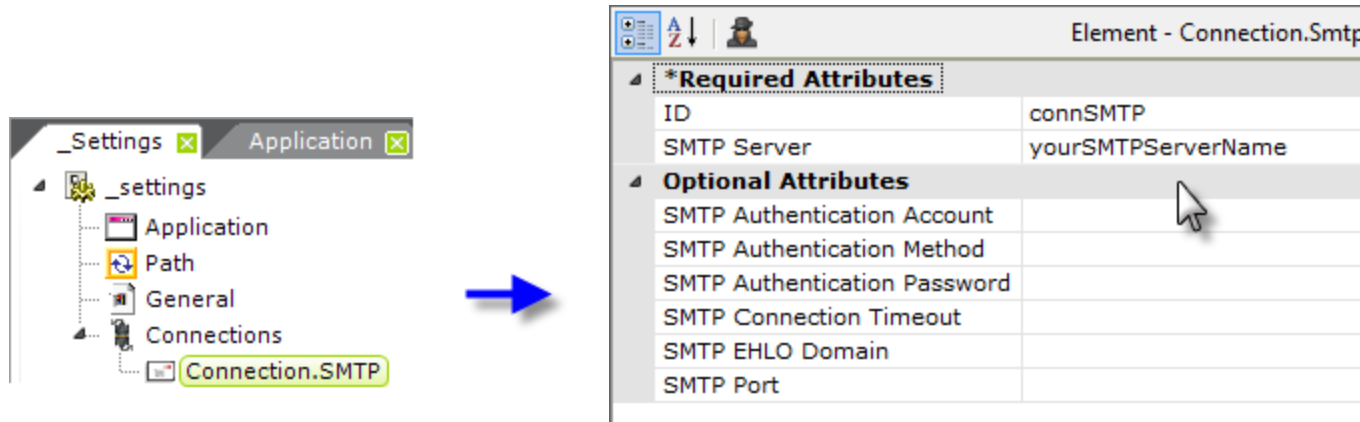 _Settings
Application
_settings
Application
Path
General
Connections
Connection.SMTP
A
Z
Element - Connection.Smtp
*Required Attributes
ID connSMTP
SMTP Server yourSMTPServerName
Optional Attributes
SMTP Authentication Account
SMTP Authentication Method
SMTP Authentication Password
SMTP Connection Timeout
SMTP EHLO Domain
SMTP Port